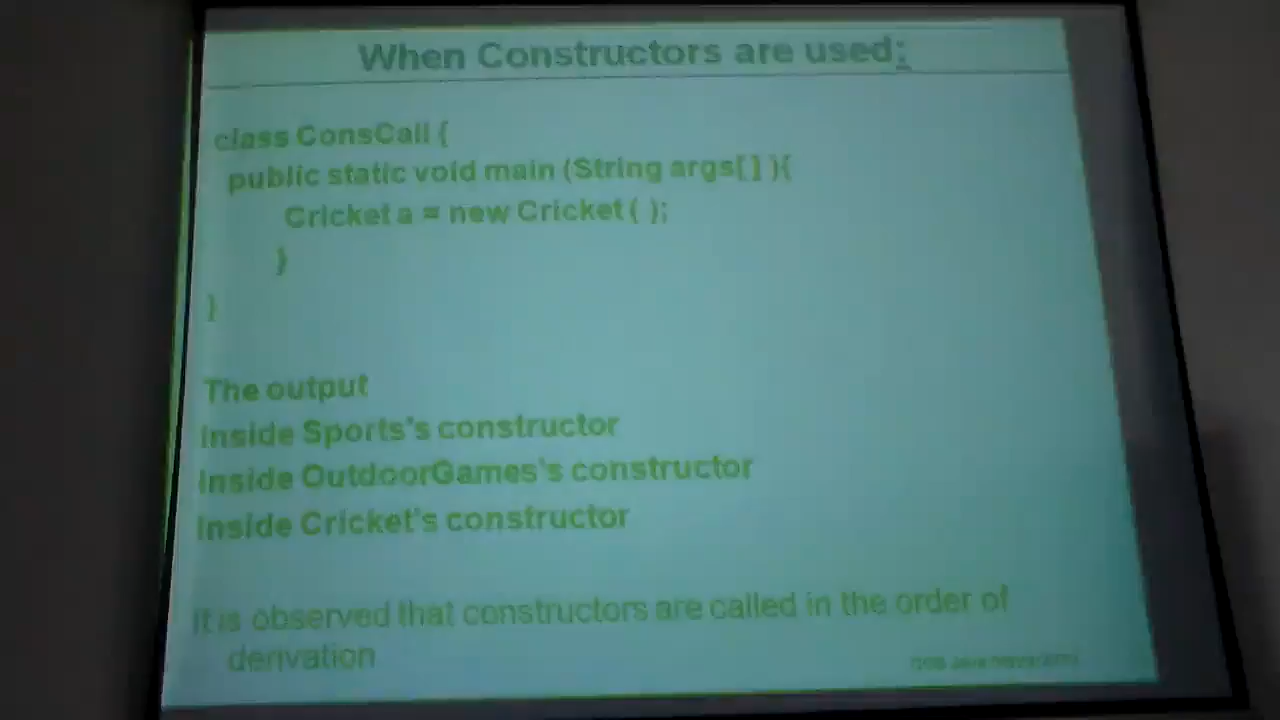 When Constructors are used:
class ConsCall {
public static void main (String args[] ){
Cricket a = new Cricket ( );
}
}
The output
Inside Sports's constructor
Inside OutdoorGames's constructor
Inside Cricket's constructor
It is observed that constructors are called in the order of
derivation